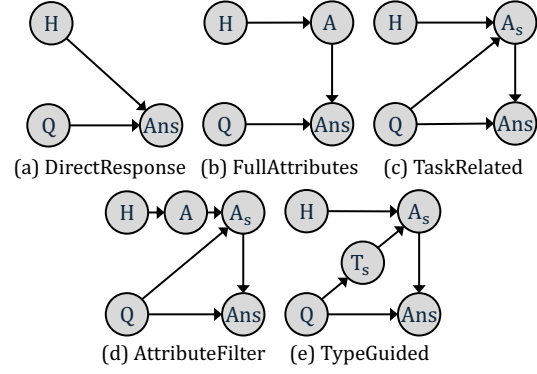 H
Q Ans
(a) DirectResponse
H A
Q Ans
(b) FullAttributes
H Aₛ
Q Ans
(c) TaskRelated
H A Aₛ
Q Ans
(d) AttributeFilter
H Aₛ
Tₛ
Q Ans
(e) TypeGuided